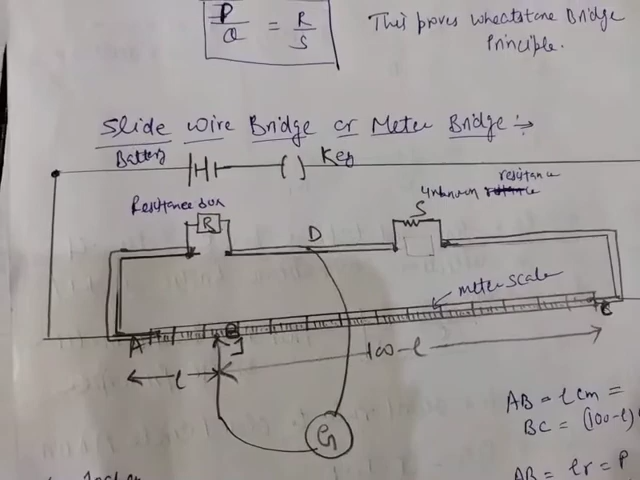 P/Q = R/S
This proves wheatstone Bridge
Principle.
Slide wire Bridge or Meter Bridge :→
Battery
Key
Resistance box
R
unknown resistance
S
D
meter scale
A
B
C
J
l
100-l
G
AB = l cm =
BC = (100-l)
AB = lr = P